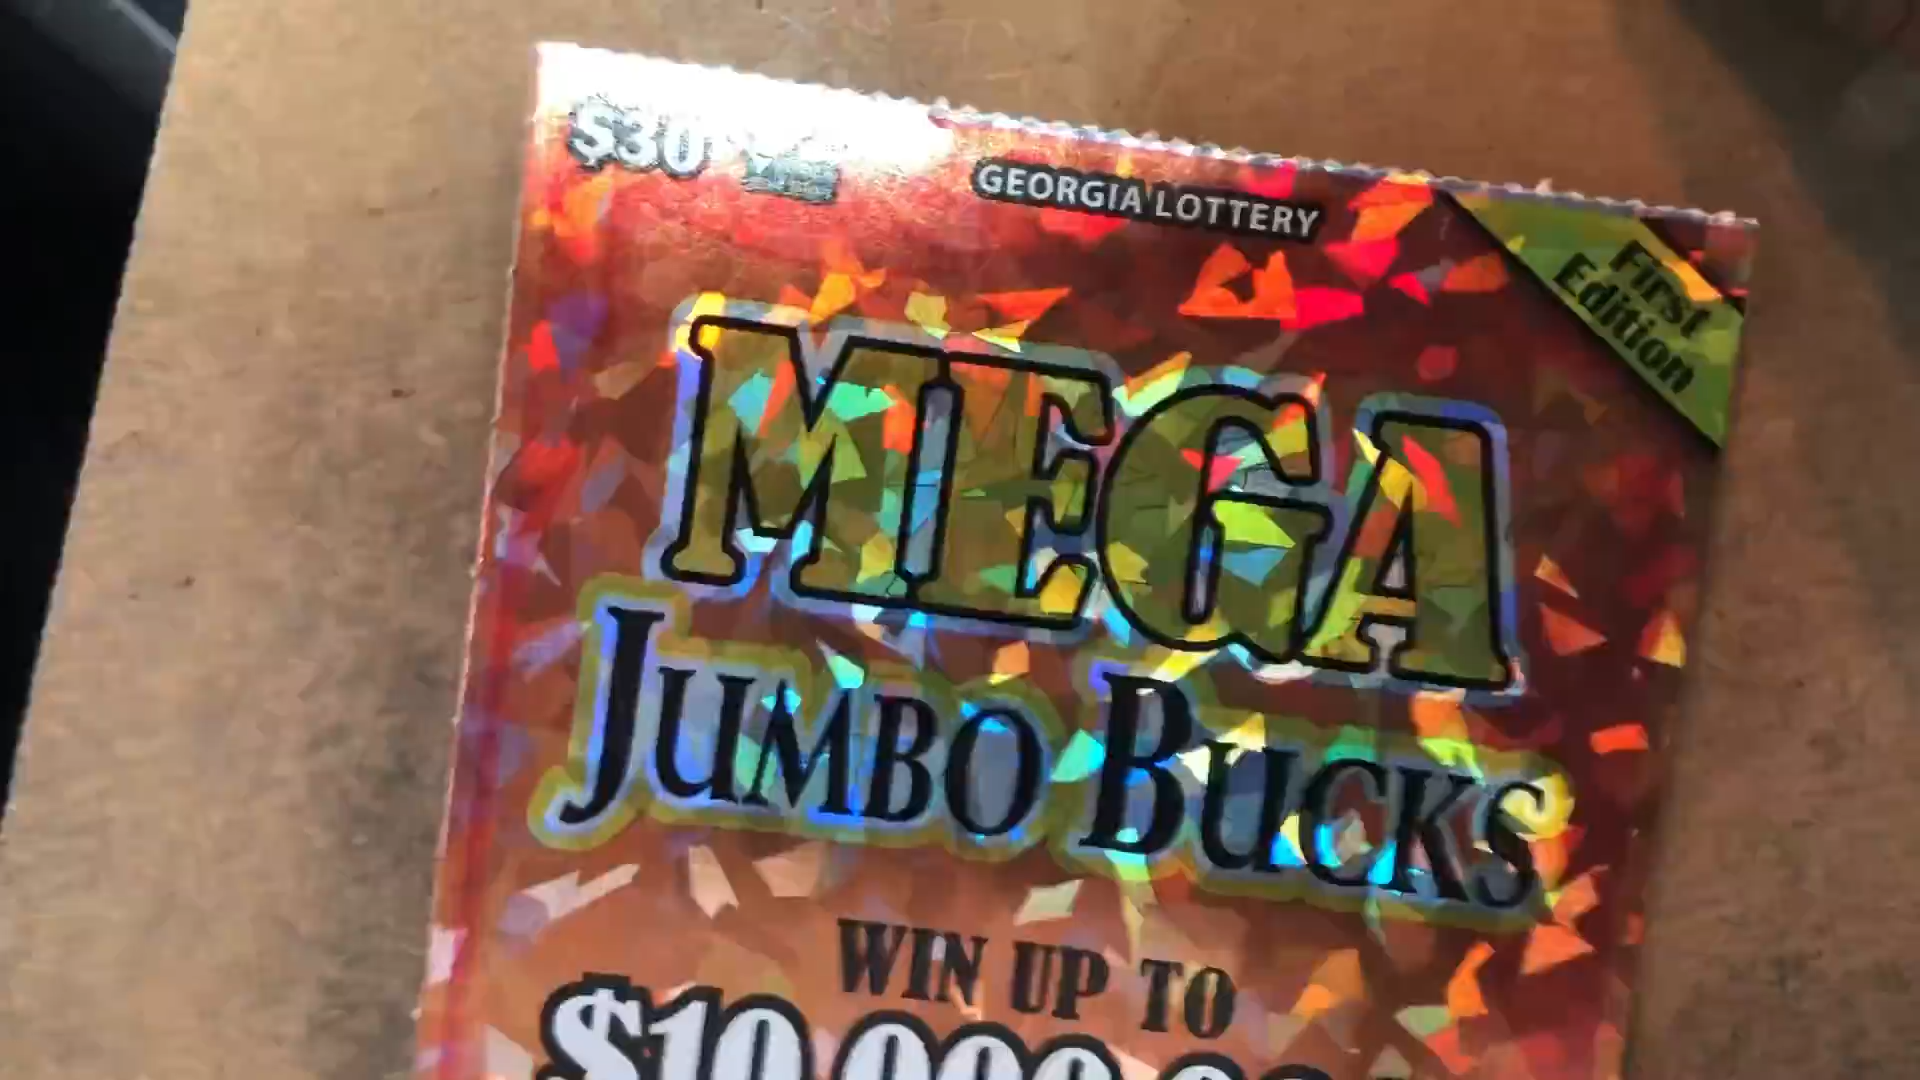 $30
GEORGIA LOTTERY
First
Edition
MEGA
JUMBO BUCKS
WIN UP TO